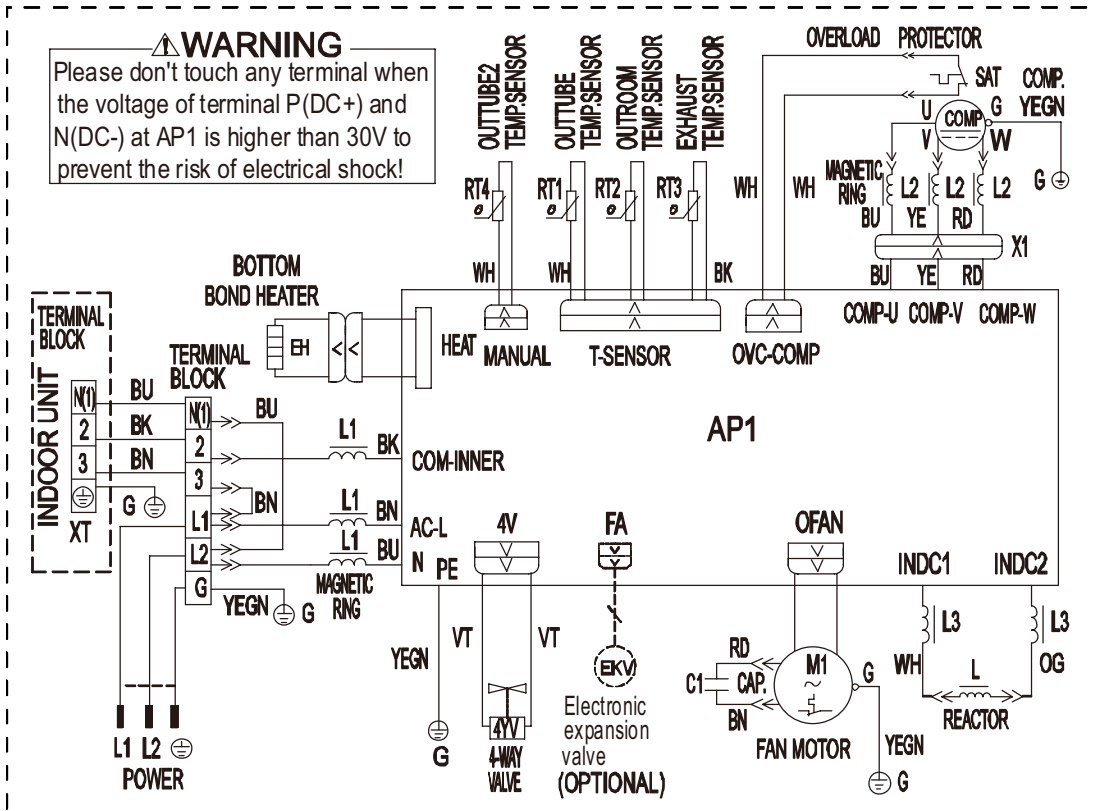 WARNING
Please don't touch any terminal when
the voltage of terminal P(DC+) and
N(DC-) at AP1 is higher than 30V to
prevent the risk of electrical shock!
OUTTUBE2
TEMP.SENSOR
OUTTUBE
TEMP.SENSOR
OUTROOM
TEMP.SENSOR
EXHAUST
TEMP.SENSOR
RT4
RT1
RT2
RT3
θ
θ
θ
θ
WH
WH
BK
OVERLOAD PROTECTOR
SAT
COMP.
YEGN
U
V
COMP
G
W
G
WH
WH
MAGNETIC
RING
L2
L2
L2
BU
YE
RD
X1
BU
YE
RD
COMP-U
COMP-V
COMP-W
BOTTOM
BOND HEATER
EH
HEAT
MANUAL
T-SENSOR
OVC-COMP
AP1
TERMINAL
BLOCK
INDOOR UNIT
N(1)
2
3
XT
BU
BK
BN
G
TERMINAL
BLOCK
N(1)
2
3
L1
L2
G
BU
BN
L1
BK
COM-INNER
L1
BN
AC-L
L1
BU
N
PE
MAGNETIC
RING
YEGN
G
L1 L2
POWER
YEGN
G
4V
VT
VT
4YV
4-WAY
VALVE
FA
EKV
Electronic
expansion
valve
(OPTIONAL)
OFAN
RD
C1
CAP.
BN
M1
G
FAN MOTOR
YEGN
G
INDC1
INDC2
L3
L3
WH
OG
L
REACTOR